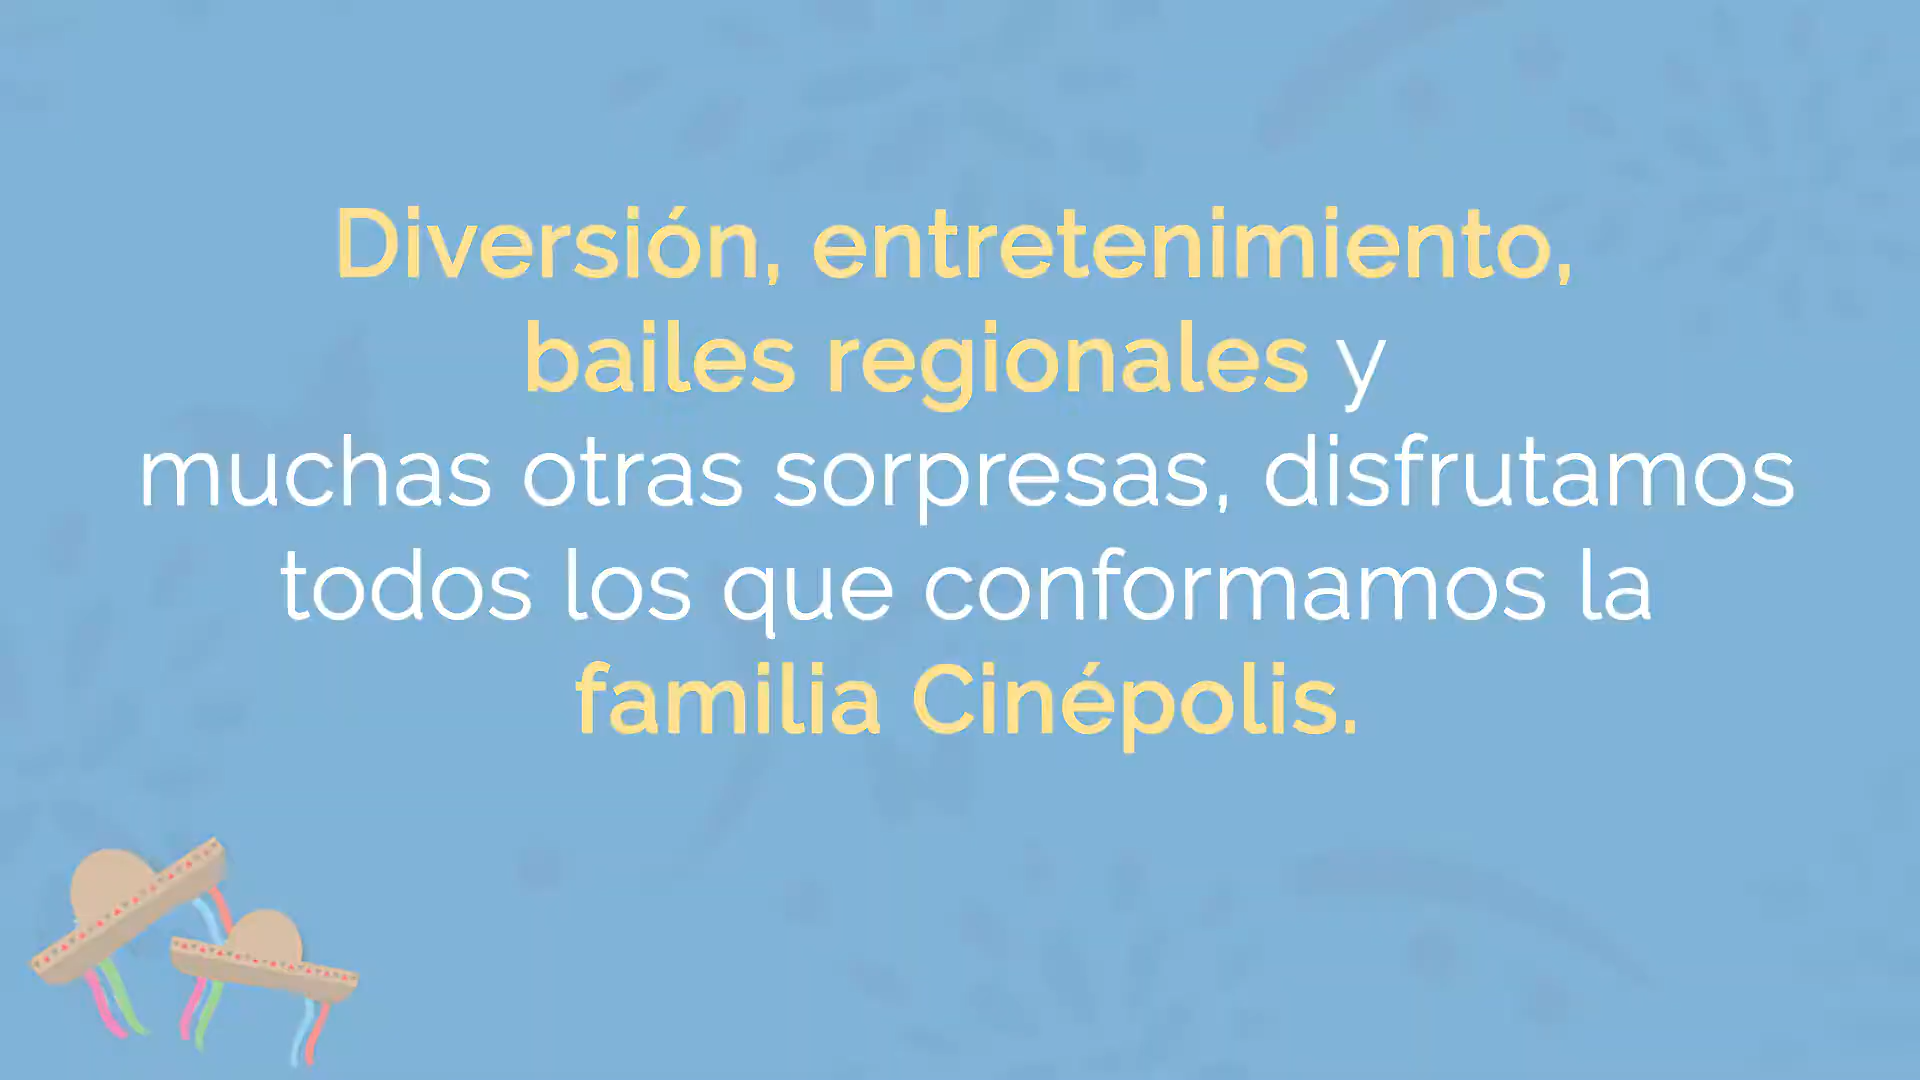 Diversión, entretenimiento,
bailes regionales y
muchas otras sorpresas, disfrutamos
todos los que conformamos la
familia Cinépolis.